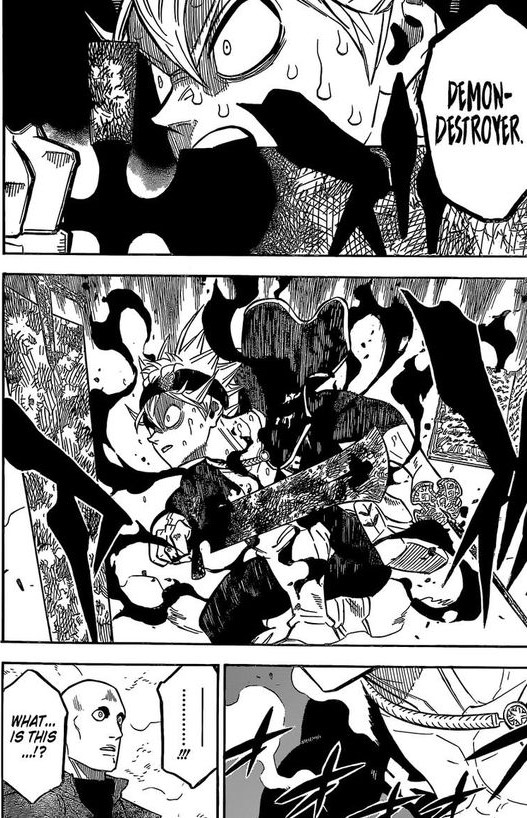 DEMON-
DESTROYER.
..........
!!!
WHAT...
IS THIS
...!?